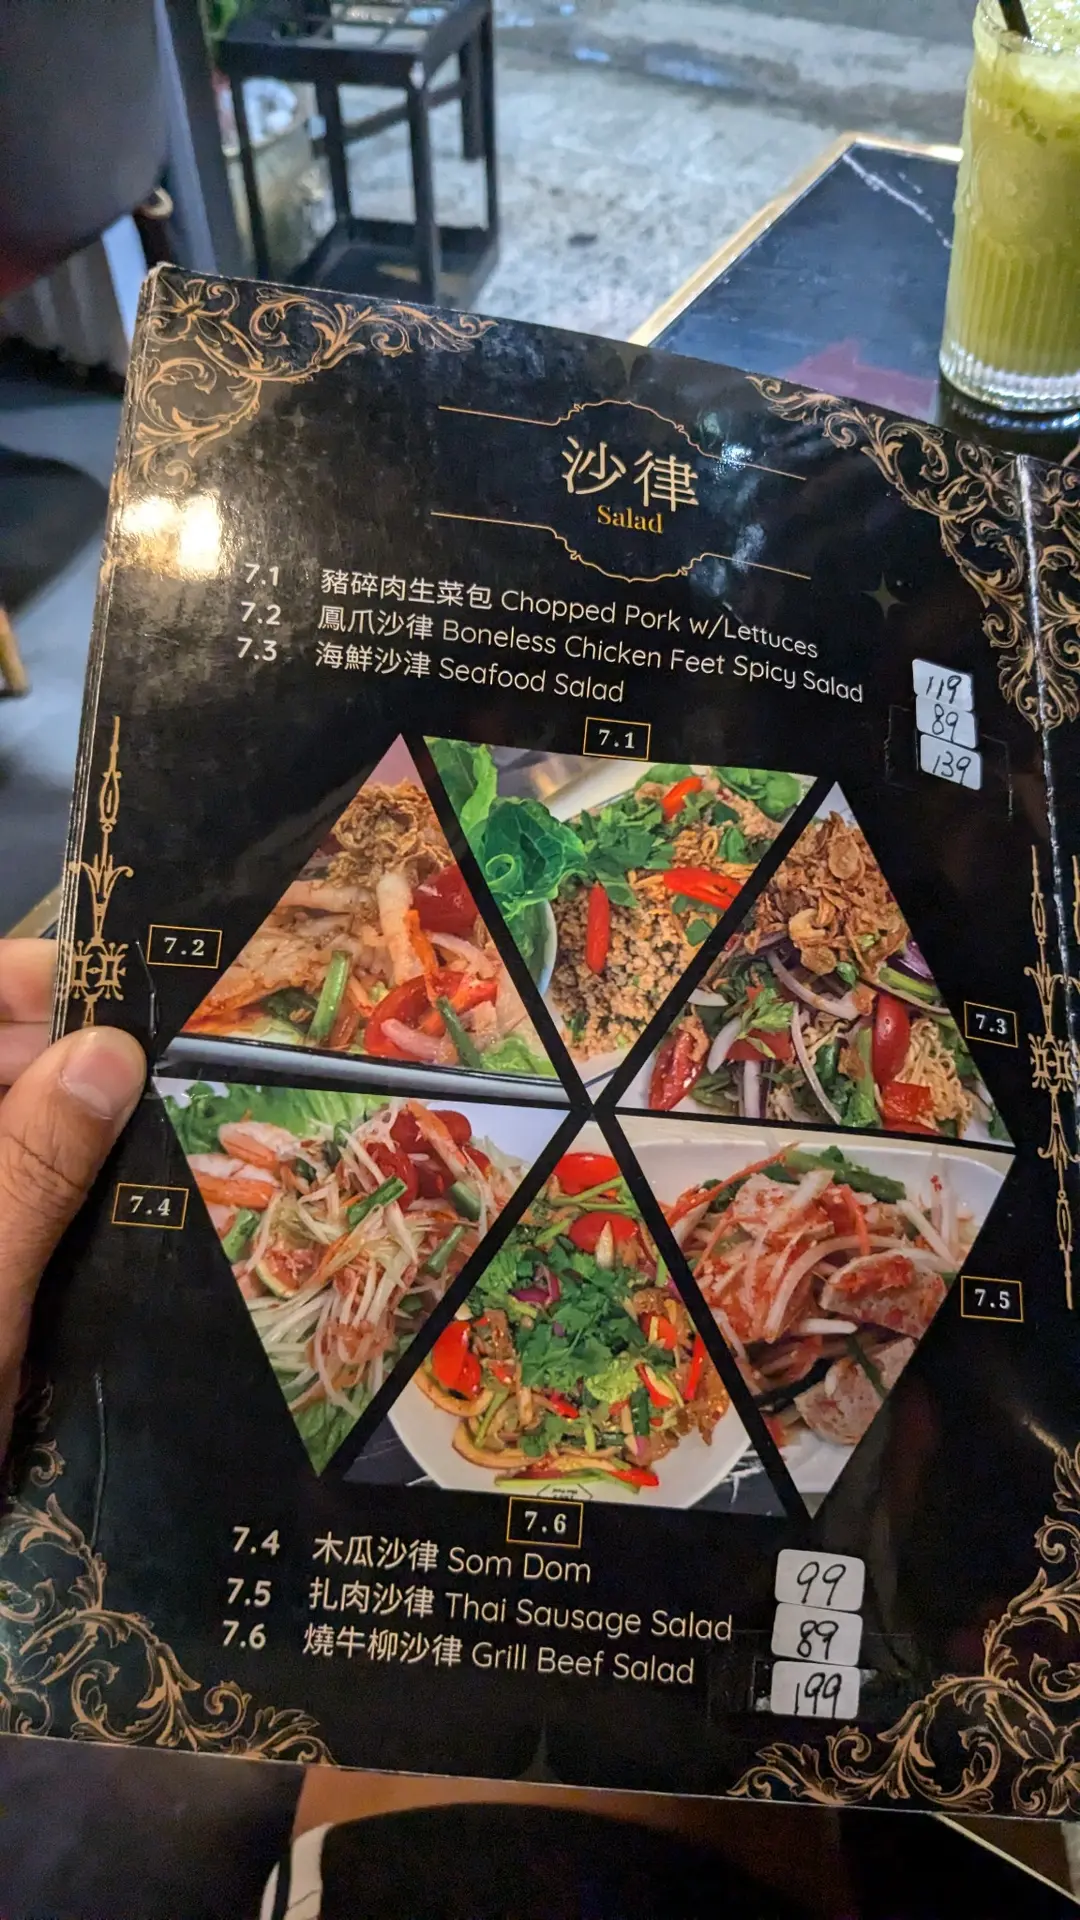 沙律
Salad
7.1 豬碎肉生菜包 Chopped Pork w/Lettuces 119
7.2 鳳爪沙律 Boneless Chicken Feet Spicy Salad 89
7.3 海鮮沙津 Seafood Salad 139
7.1
7.2
7.3
7.4
7.5
7.6
7.4 木瓜沙律 Som Dom 99
7.5 扎肉沙律 Thai Sausage Salad 89
7.6 燒牛柳沙律 Grill Beef Salad 199